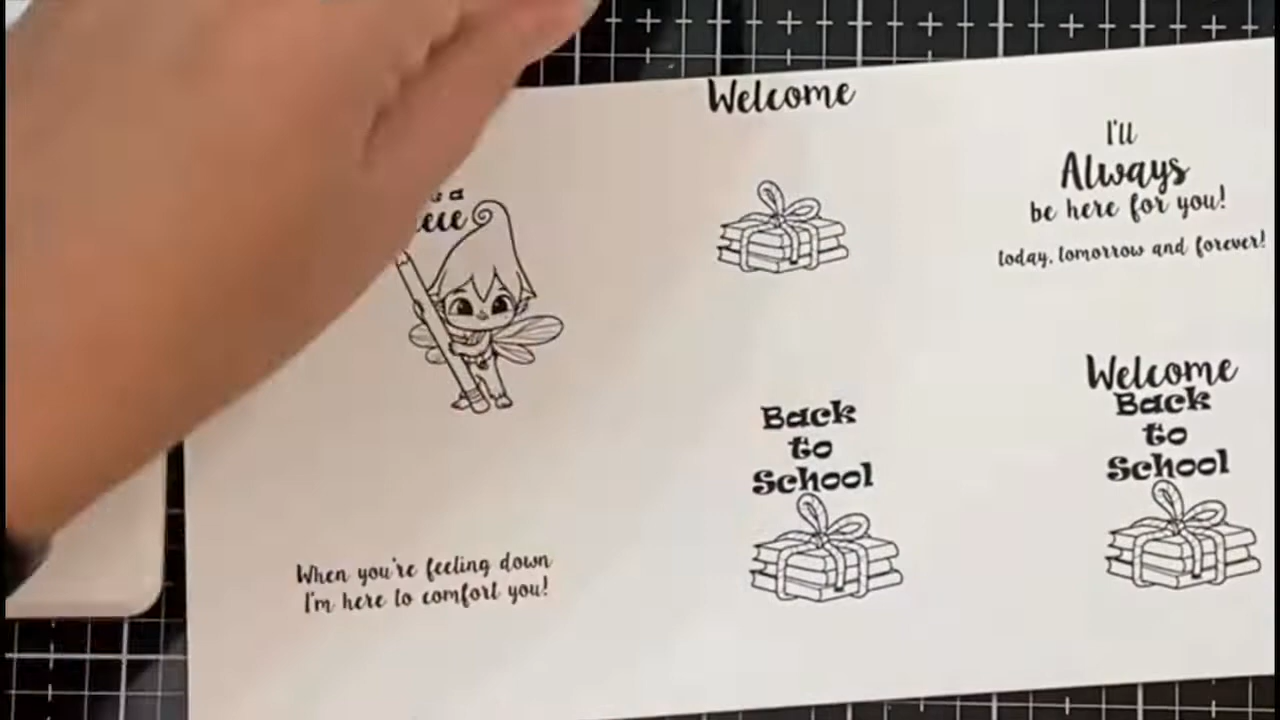 a
Welcome
I'll
Always
be here for you!
today, tomorrow and forever!
When you're feeling down
I'm here to comfort you!
Back
to
School
Welcome
Back
to
School